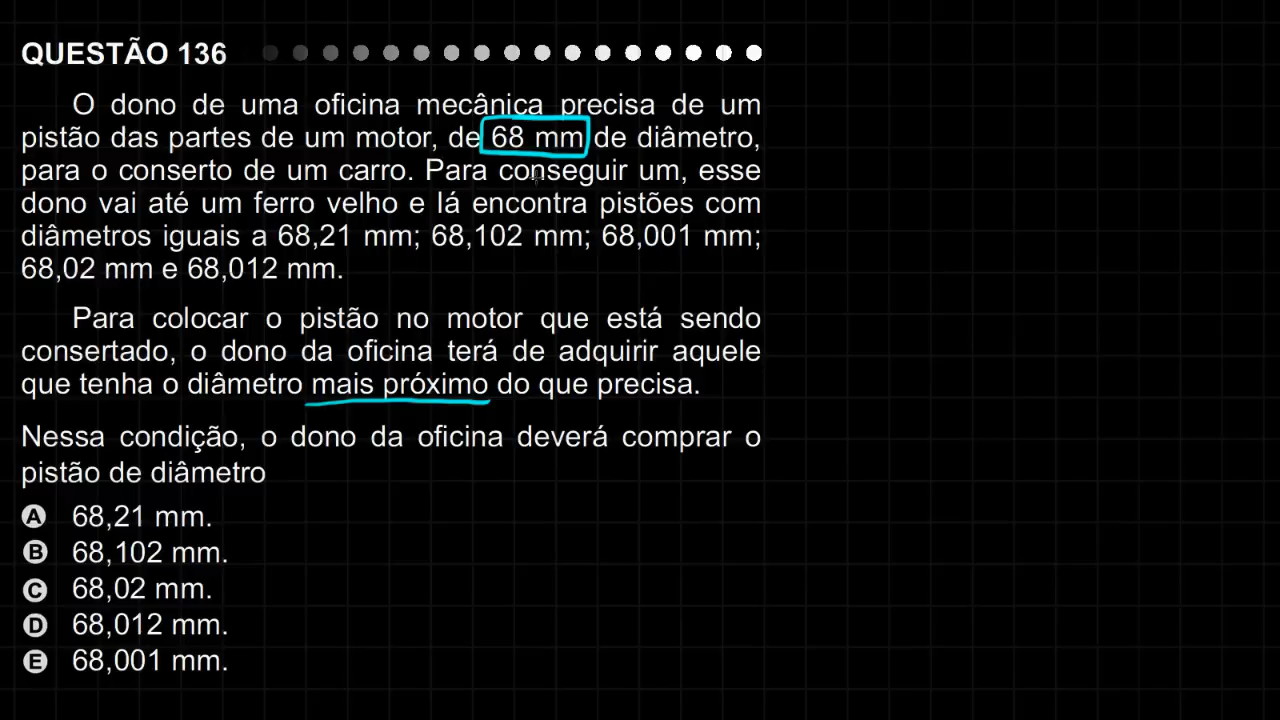 QUESTÃO 136
O dono de uma oficina mecânica precisa de um
pistão das partes de um motor, de 68 mm de diâmetro,
para o conserto de um carro. Para conseguir um, esse
dono vai até um ferro velho e lá encontra pistões com
diâmetros iguais a 68,21 mm; 68,102 mm; 68,001 mm;
68,02 mm e 68,012 mm.
Para colocar o pistão no motor que está sendo
consertado, o dono da oficina terá de adquirir aquele
que tenha o diâmetro mais próximo do que precisa.
Nessa condição, o dono da oficina deverá comprar o
pistão de diâmetro
A 68,21 mm.
B 68,102 mm.
C 68,02 mm.
D 68,012 mm.
E 68,001 mm.